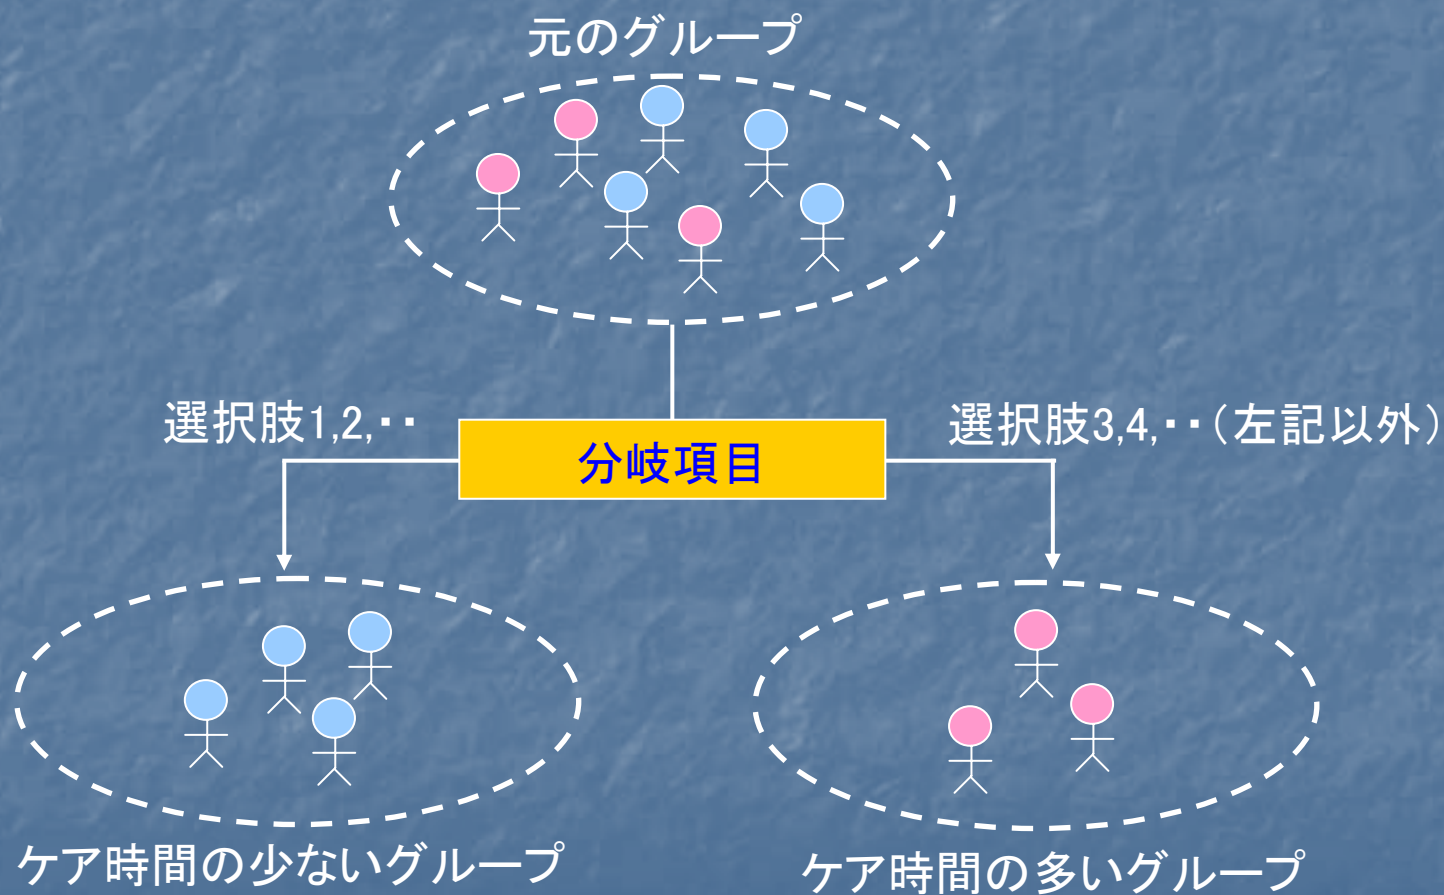 元のグループ
選択肢1,2,・・
選択肢3,4,・・(左記以外)
分岐項目
ケア時間の少ないグループ
ケア時間の多いグループ